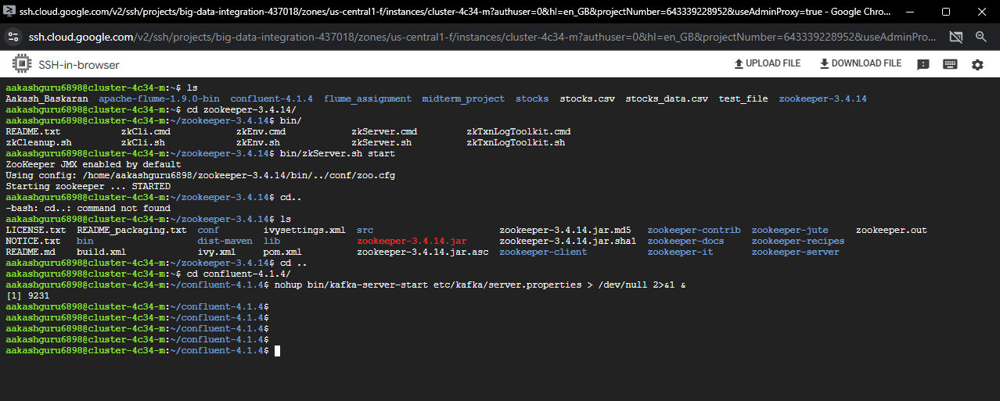 ssh.cloud.google.com/v2/ssh/projects/big-data-integration-437018/zones/us-central1-f/instances/cluster-4c34-m?authuser=0&hl=en_GB&projectNumber=643339228952&useAdminProxy=true - Google Chro...
ssh.cloud.google.com/v2/ssh/projects/big-data-integration-437018/zones/us-central1-f/instances/cluster-4c34-m?authuser=0&hl=en_GB&projectNumber=643339228952&useAdminPro...
SSH-in-browser UPLOAD FILE DOWNLOAD FILE
aakashguru6898@cluster-4c34-m:~$ ls
Aakash_Baskaran apache-flume-1.9.0-bin confluent-4.1.4 flume_assignment midterm_project stocks stocks.csv stocks_data.csv test_file zookeeper-3.4.14
aakashguru6898@cluster-4c34-m:~$ cd zookeeper-3.4.14/
aakashguru6898@cluster-4c34-m:~/zookeeper-3.4.14$ bin/
README.txt zkCli.cmd zkEnv.cmd zkServer.cmd zkTxnLogToolkit.cmd
zkCleanup.sh zkCli.sh zkEnv.sh zkServer.sh zkTxnLogToolkit.sh
aakashguru6898@cluster-4c34-m:~/zookeeper-3.4.14$ bin/zkServer.sh start
ZooKeeper JMX enabled by default
Using config: /home/aakashguru6898/zookeeper-3.4.14/bin/../conf/zoo.cfg
Starting zookeeper ... STARTED
aakashguru6898@cluster-4c34-m:~/zookeeper-3.4.14$ cd..
-bash: cd..: command not found
aakashguru6898@cluster-4c34-m:~/zookeeper-3.4.14$ ls
LICENSE.txt README_packaging.txt conf ivysettings.xml src zookeeper-3.4.14.jar.md5 zookeeper-contrib zookeeper-jute zookeeper.out
NOTICE.txt bin dist-maven lib zookeeper-3.4.14.jar zookeeper-3.4.14.jar.sha1 zookeeper-docs zookeeper-recipes
README.md build.xml ivy.xml pom.xml zookeeper-3.4.14.jar.asc zookeeper-client zookeeper-it zookeeper-server
aakashguru6898@cluster-4c34-m:~/zookeeper-3.4.14$ cd ..
aakashguru6898@cluster-4c34-m:~$ cd confluent-4.1.4/
aakashguru6898@cluster-4c34-m:~/confluent-4.1.4$ nohup bin/kafka-server-start etc/kafka/server.properties > /dev/null 2>&1 &
[1] 9231
aakashguru6898@cluster-4c34-m:~/confluent-4.1.4$
aakashguru6898@cluster-4c34-m:~/confluent-4.1.4$
aakashguru6898@cluster-4c34-m:~/confluent-4.1.4$
aakashguru6898@cluster-4c34-m:~/confluent-4.1.4$
aakashguru6898@cluster-4c34-m:~/confluent-4.1.4$